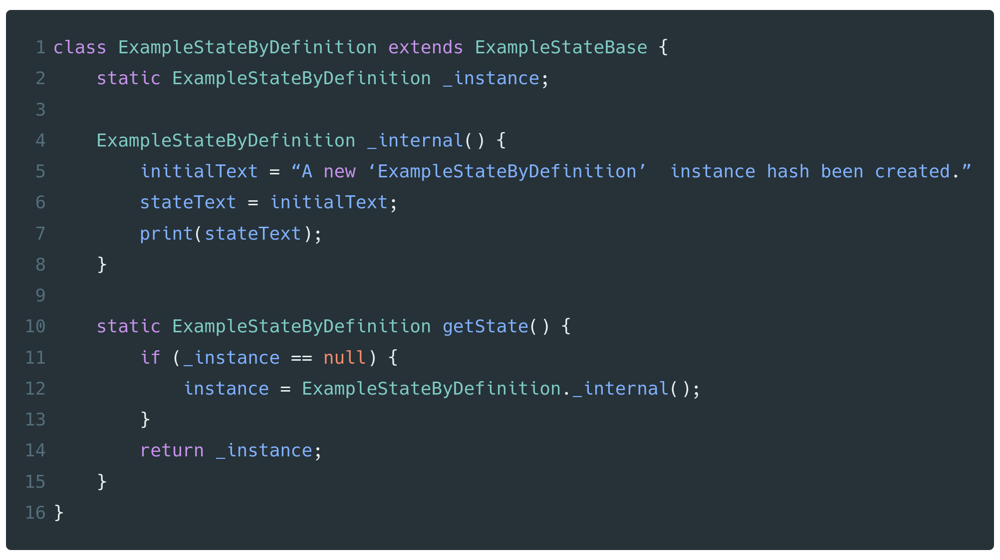 1 class ExampleStateByDefinition extends ExampleStateBase {
2     static ExampleStateByDefinition _instance;
3
4     ExampleStateByDefinition _internal() {
5         initialText = “A new ‘ExampleStateByDefinition’  instance hash been created.”
6         stateText = initialText;
7         print(stateText);
8     }
9
10     static ExampleStateByDefinition getState() {
11         if (_instance == null) {
12             instance = ExampleStateByDefinition._internal();
13         }
14         return _instance;
15     }
16 }